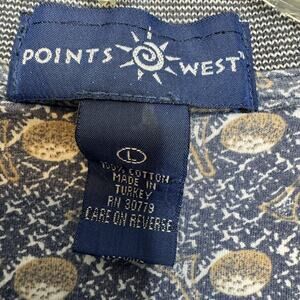 POINTS WEST
L
100% COTTON
MADE IN
TURKEY
RN 30779
CARE ON REVERSE